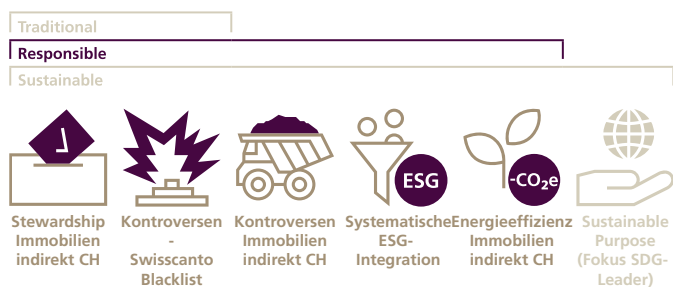 Traditional
Responsible
Sustainable
ESG
-CO₂e
Stewardship
Immobilien
indirekt CH
Kontroversen
-
Swisscanto
Blacklist
Kontroversen
Immobilien
indirekt CH
Systematische
ESG-
Integration
Energieeffizienz
Immobilien
indirekt CH
Sustainable
Purpose
(Fokus SDG-
Leader)